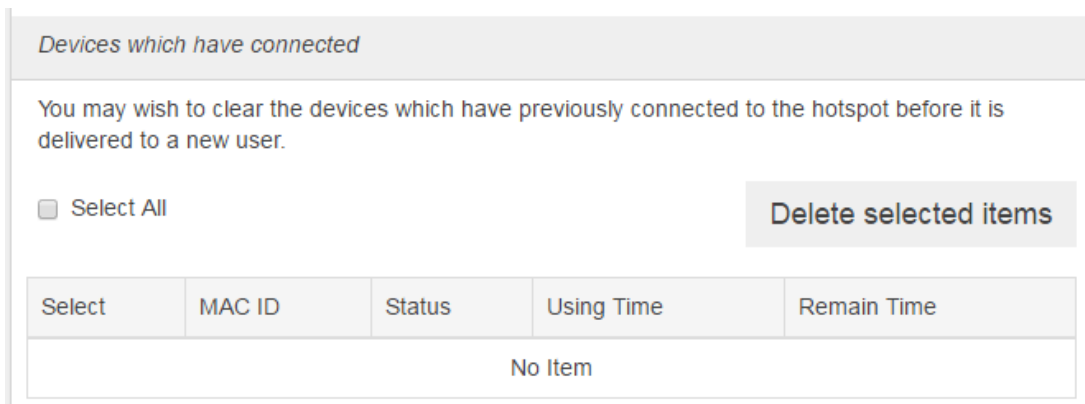 Devices which have connected
You may wish to clear the devices which have previously connected to the hotspot before it is
delivered to a new user.
Select All
Delete selected items
Select MAC ID Status Using Time Remain Time
No Item